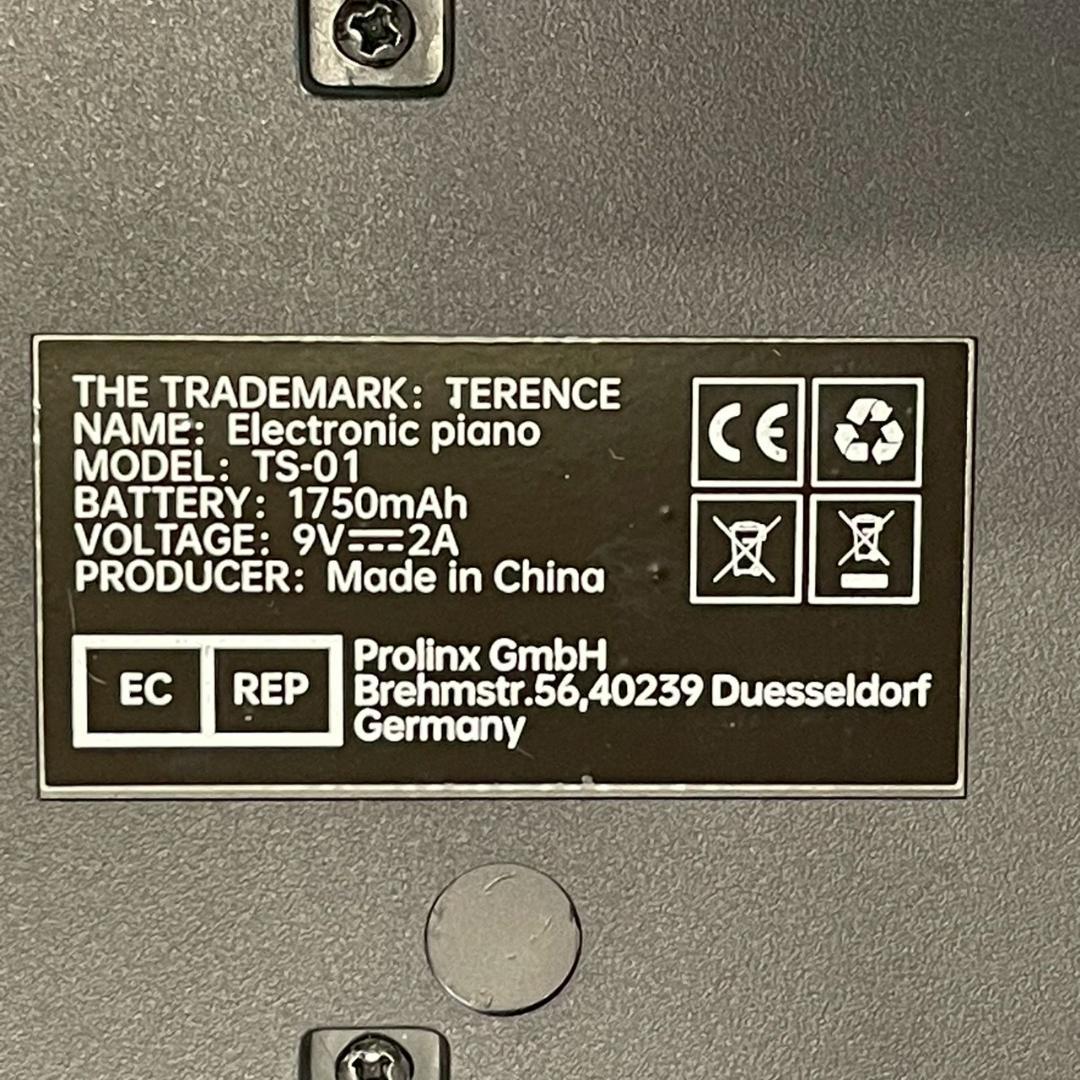 THE TRADEMARK: TERENCE
NAME: Electronic piano
MODEL: TS-01
BATTERY: 1750mAh
VOLTAGE: 9V⎓2A
PRODUCER: Made in China
CE
EC REP
Prolinx GmbH
Brehmstr.56,40239 Duesseldorf
Germany